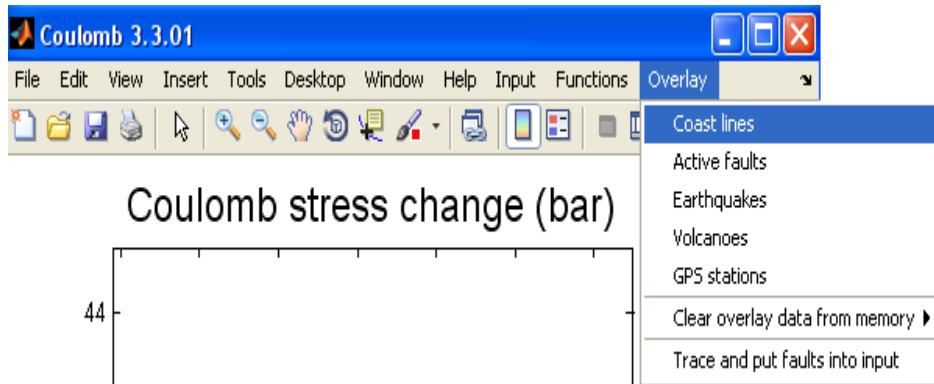 Coulomb 3.3.01
File Edit View Insert Tools Desktop Window Help Input Functions Overlay
Coast lines
Active faults
Earthquakes
Volcanoes
GPS stations
Clear overlay data from memory
Trace and put faults into input
Coulomb stress change (bar)
44